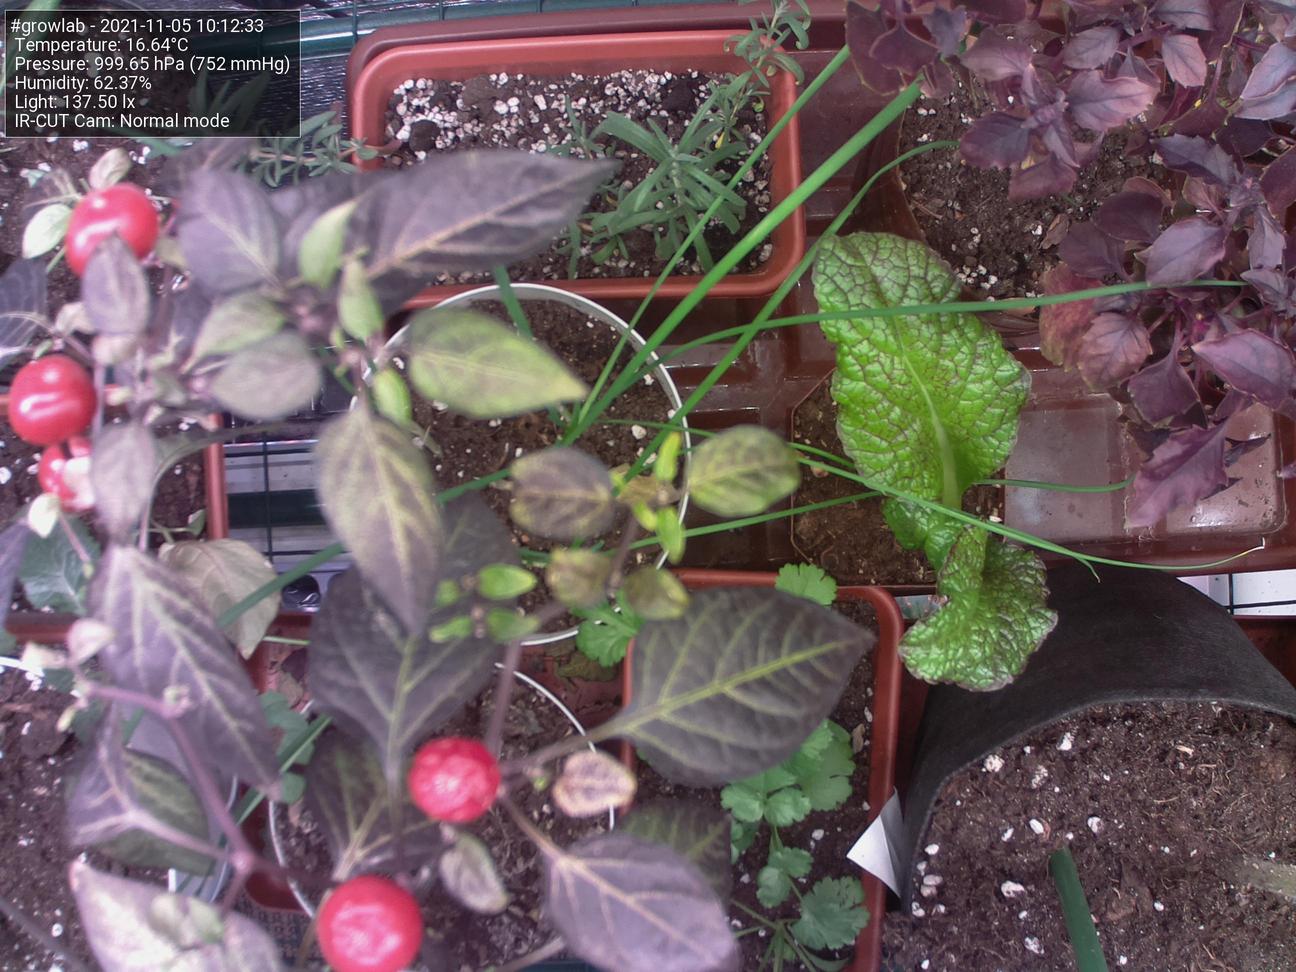 #growlab - 2021-11-05 10:12:33
Temperature: 16.64°C
Pressure: 999.65 hPa (752 mmHg)
Humidity: 62.37%
Light: 137.50 lx
IR-CUT Cam: Normal mode